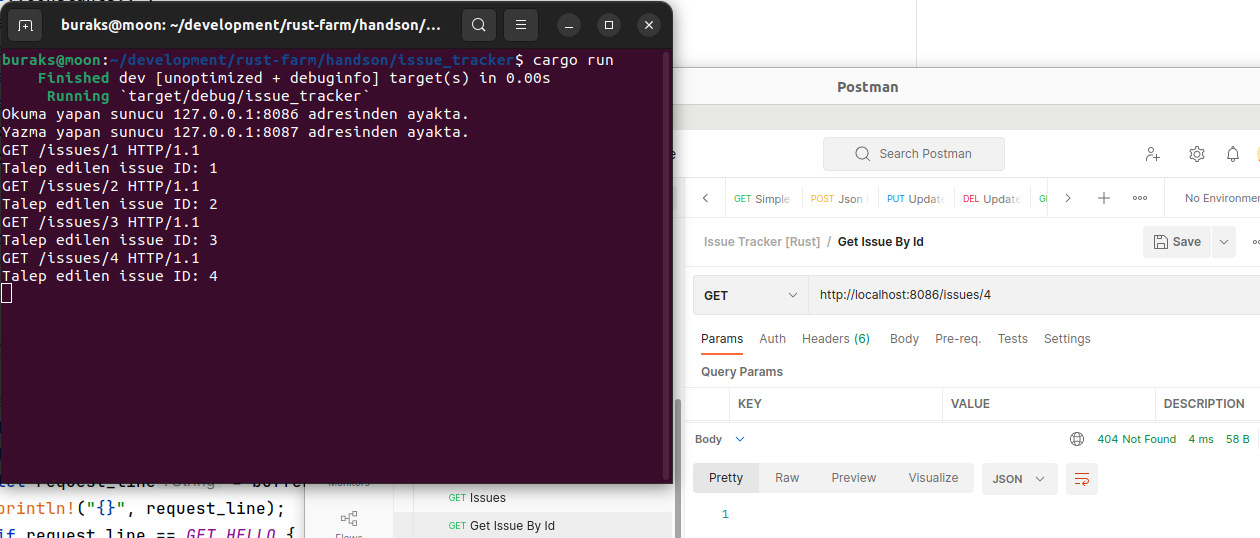 buraks@moon: ~/development/rust-farm/handson/...
buraks@moon:~/development/rust-farm/handson/issue_tracker$ cargo run
Finished dev [unoptimized + debuginfo] target(s) in 0.00s
Running `target/debug/issue_tracker`
Okuma yapan sunucu 127.0.0.1:8086 adresinden ayakta.
Yazma yapan sunucu 127.0.0.1:8087 adresinden ayakta.
GET /issues/1 HTTP/1.1
Talep edilen issue ID: 1
GET /issues/2 HTTP/1.1
Talep edilen issue ID: 2
GET /issues/3 HTTP/1.1
Talep edilen issue ID: 3
GET /issues/4 HTTP/1.1
Talep edilen issue ID: 4
println!("{}", request_line);
if request_line == GET_HELLO {
Postman
Search Postman
GET Simple POST Json PUT Update DEL Update No Environmen
Issue Tracker [Rust] / Get Issue By Id Save
GET http://localhost:8086/issues/4
Params Auth Headers (6) Body Pre-req. Tests Settings
Query Params
KEY VALUE DESCRIPTION
Body 404 Not Found 4 ms 58 B
Pretty Raw Preview Visualize JSON
1
GET Issues
GET Get Issue By Id
Flows